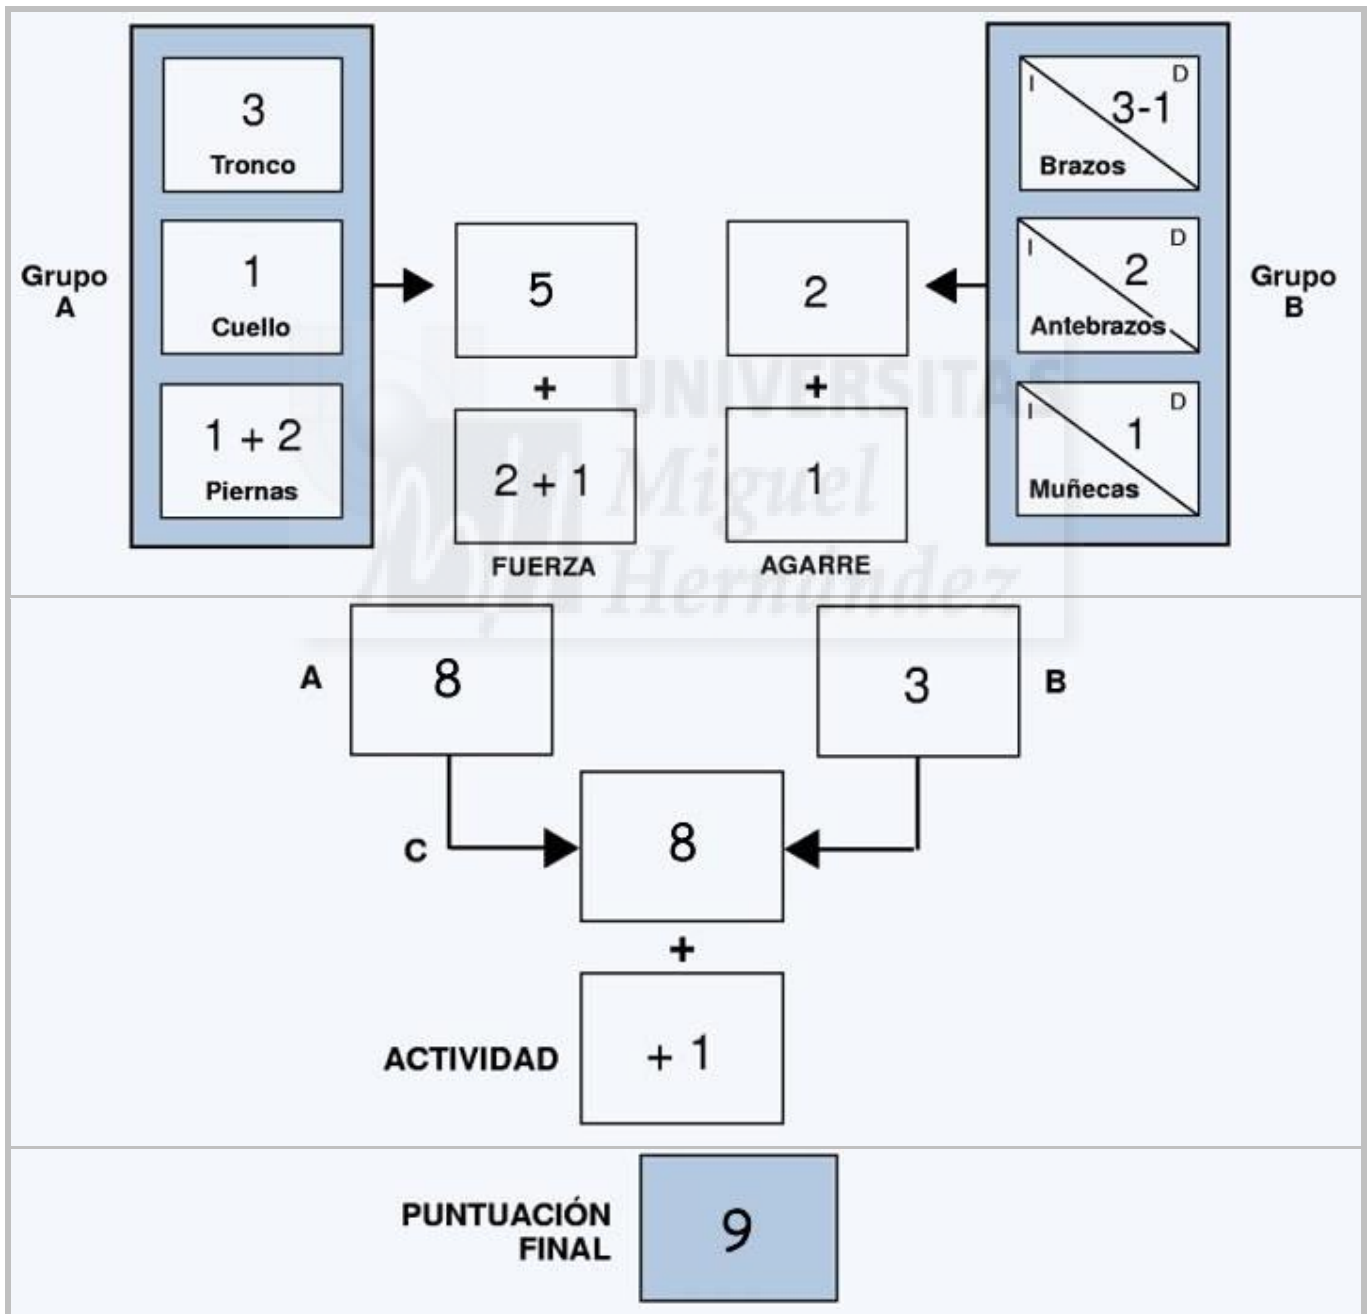 3
Tronco
1
Cuello
1 + 2
Piernas
Grupo
A
5
+
2 + 1
FUERZA
2
+
1
AGARRE
I
D
3-1
Brazos
I
D
2
Antebrazos
I
D
1
Muñecas
Grupo
B
UNIVERSITAS
Miguel
Hernández
A
8
3
B
C
8
+
ACTIVIDAD
+ 1
PUNTUACIÓN
FINAL
9